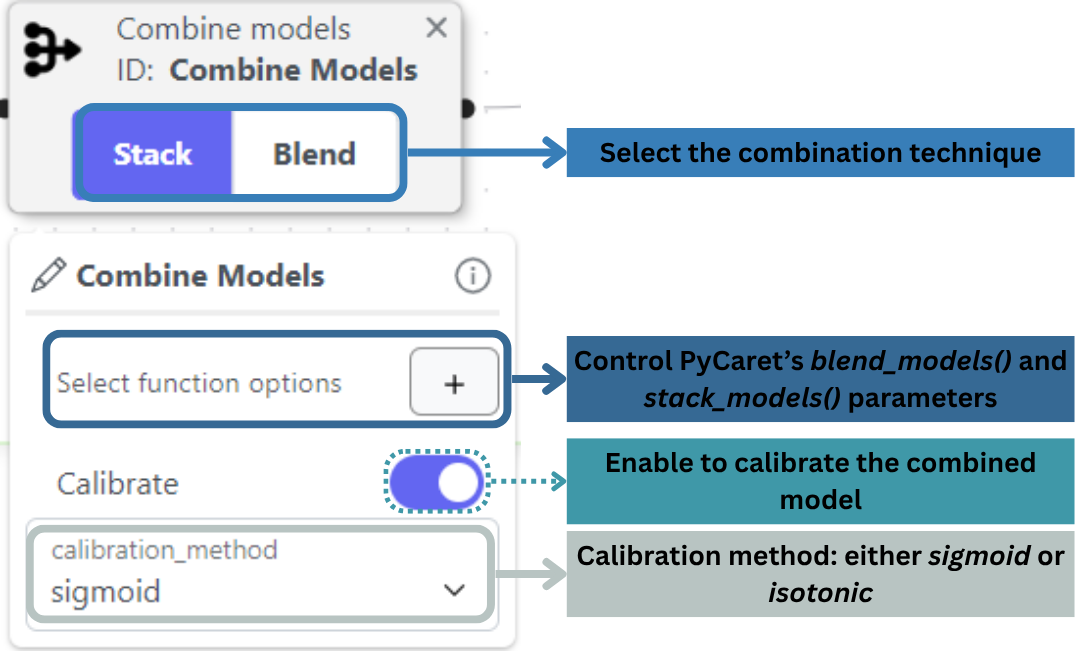 Combine models
ID: Combine Models
Stack Blend
Select the combination technique
Combine Models
Select function options
+
Control PyCaret's blend_models() and
stack_models() parameters
Calibrate
Enable to calibrate the combined
model
calibration_method
sigmoid
Calibration method: either sigmoid or
isotonic